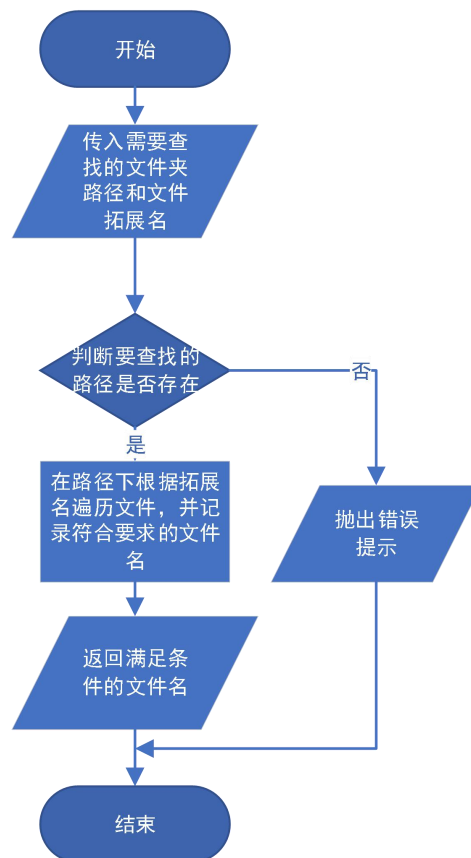 开始
传入需要查
找的文件夹
路径和文件
拓展名
判断要查找的
路径是否存在
否
是
在路径下根据拓展
名遍历文件，并记
录符合要求的文件
名
抛出错误
提示
返回满足条
件的文件名
结束